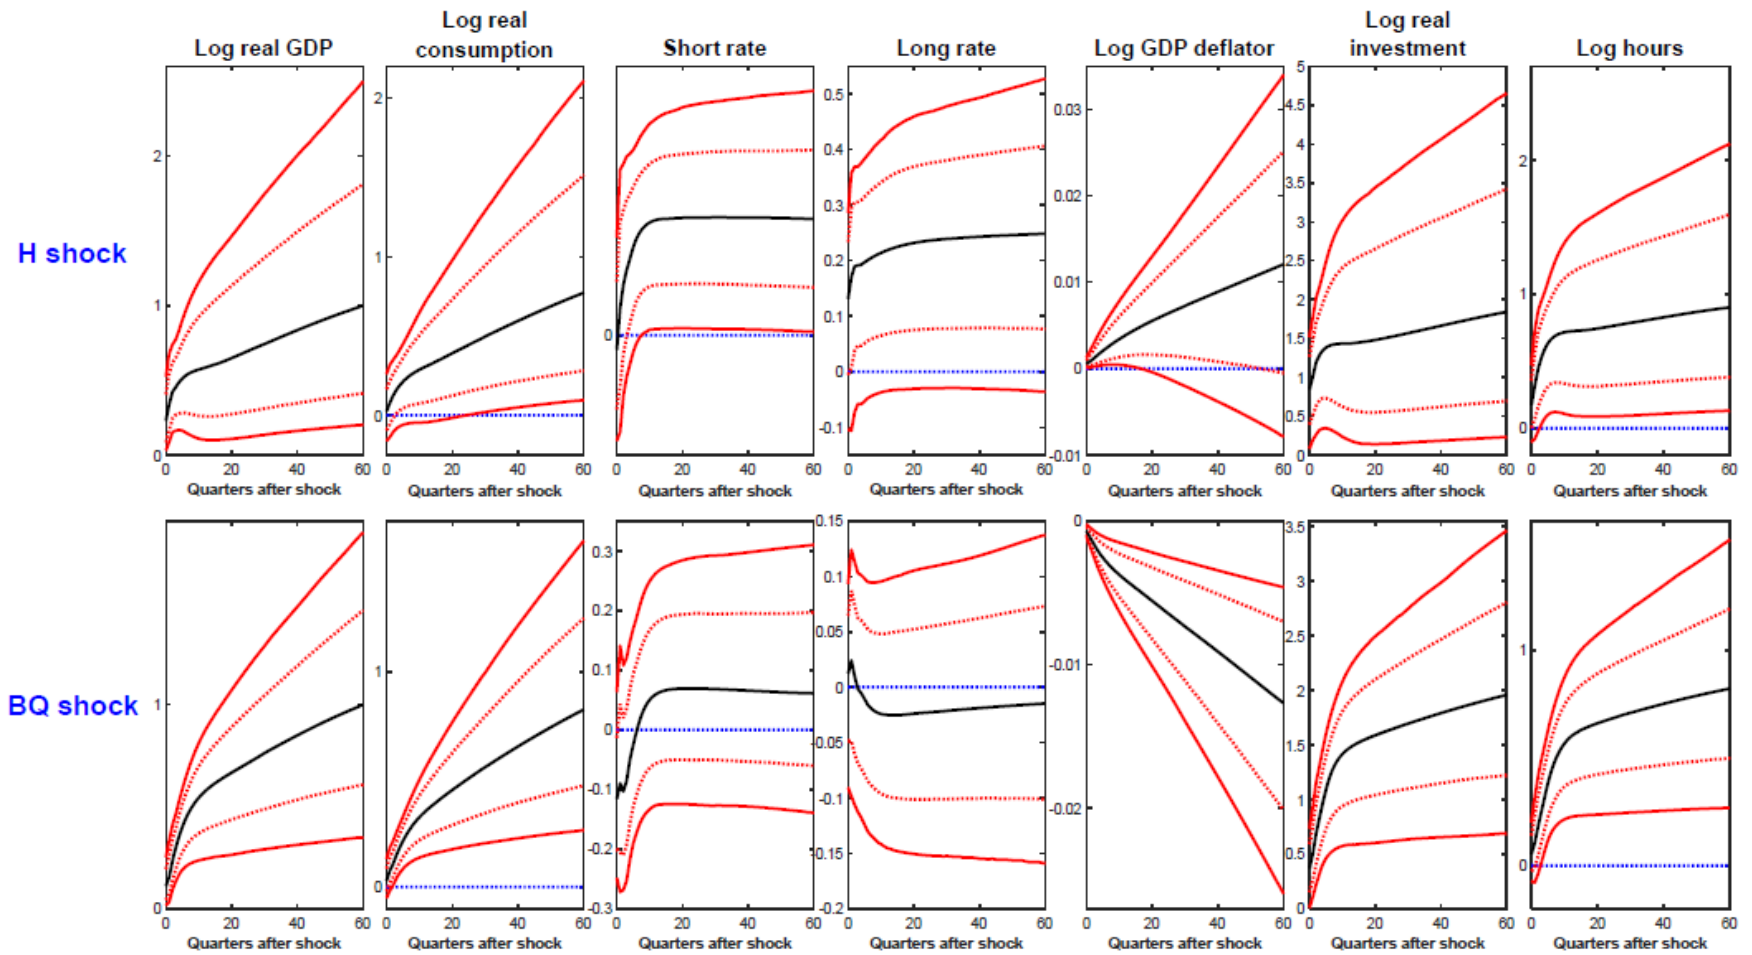 Log real GDP
Log real
consumption
Short rate
Long rate
Log GDP deflator
Log real
investment
Log hours
H shock
2
1
0
0 20 40 60
Quarters after shock
2
1
0
0 20 40 60
Quarters after shock
0
0 20 40 60
Quarters after shock
0.5
0.4
0.3
0.2
0.1
0
-0.1
0 20 40 60
Quarters after shock
0.03
0.02
0.01
0
-0.01
0 20 40 60
Quarters after shock
5
4.5
4
3.5
3
2.5
2
1.5
1
0.5
0
0 20 40 60
Quarters after shock
2
1
0
0 20 40 60
Quarters after shock
BQ shock
1
0
0 20 40 60
Quarters after shock
1
0
0 20 40 60
Quarters after shock
0.3
0.2
0.1
0
-0.1
-0.2
-0.3
0 20 40 60
Quarters after shock
0.15
0.1
0.05
0
-0.05
-0.1
-0.15
-0.2
0 20 40 60
Quarters after shock
0
-0.01
-0.02
0 20 40 60
Quarters after shock
3.5
3
2.5
2
1.5
1
0.5
0
0 20 40 60
Quarters after shock
1
0
0 20 40 60
Quarters after shock